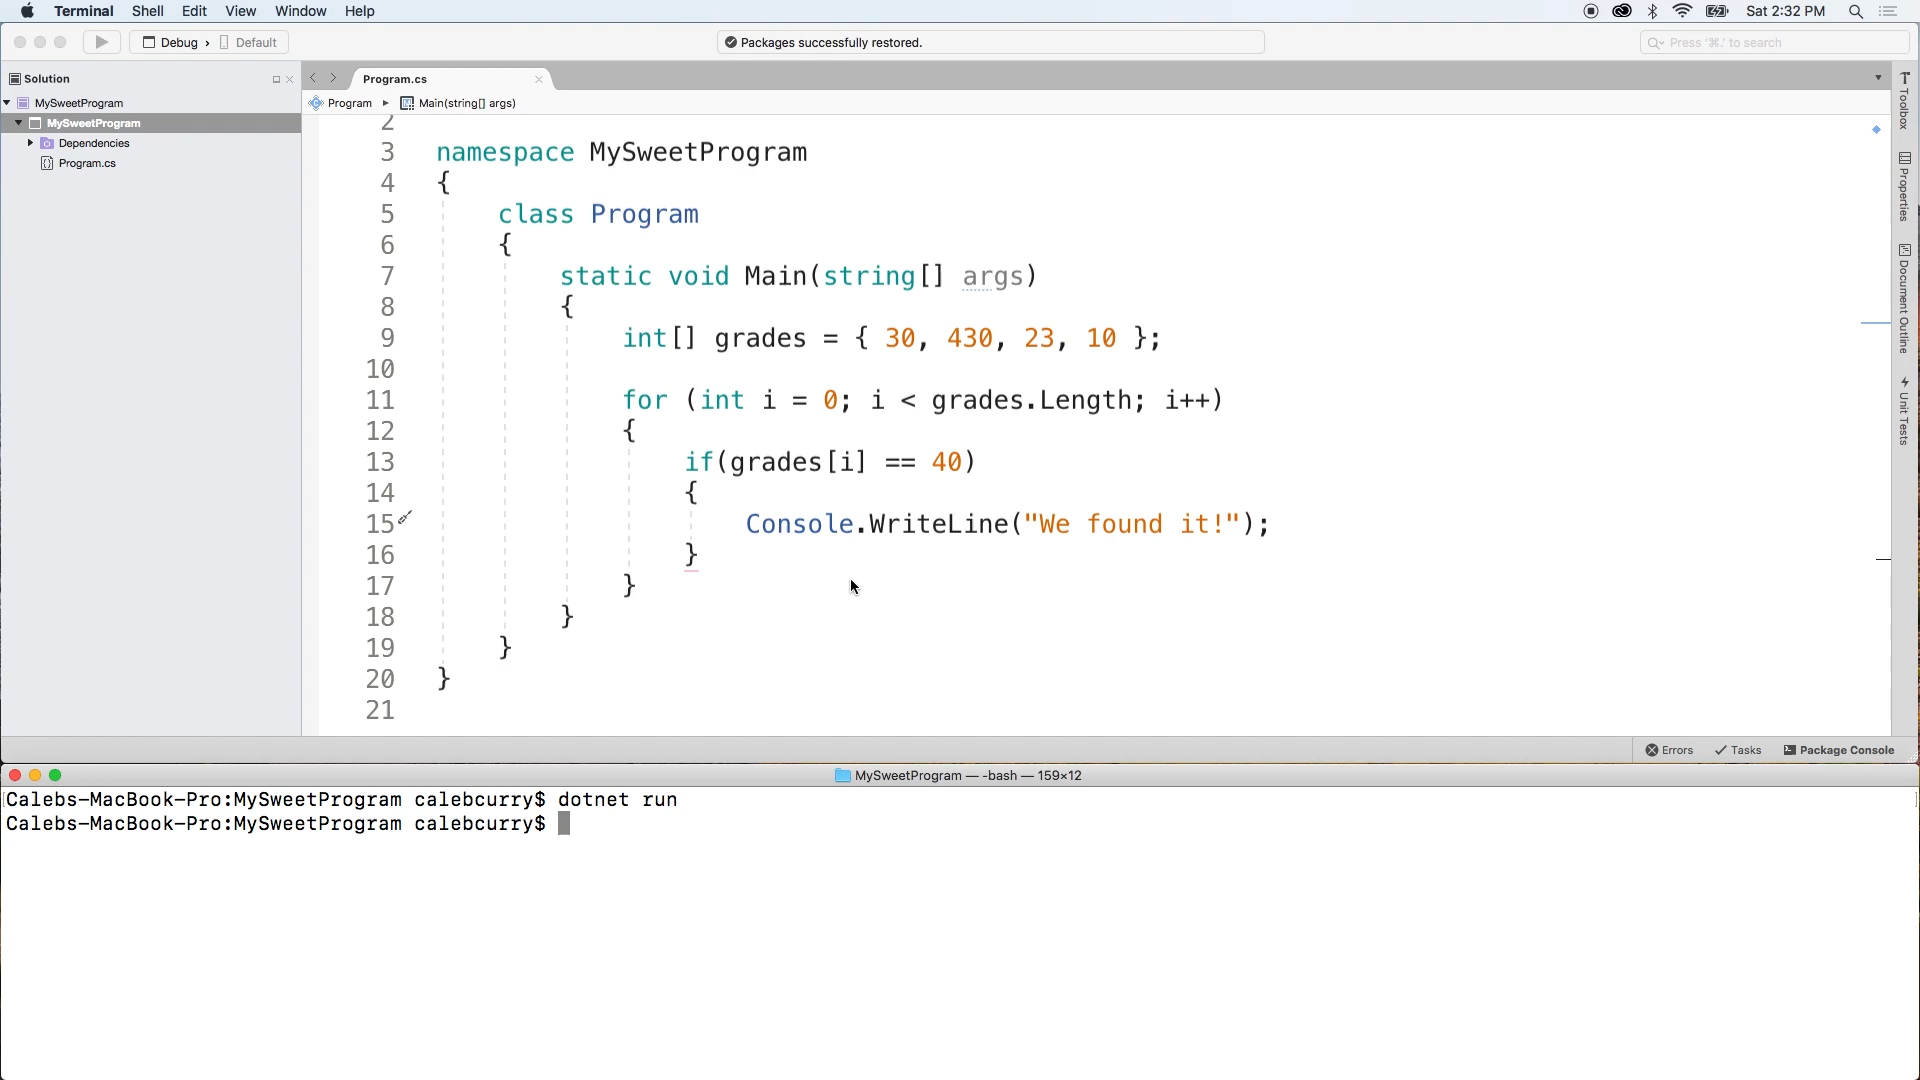 Terminal Shell Edit View Window Help Sat 2:32 PM
Debug › Default Packages successfully restored. Press '⌘.' to search
Solution Program.cs
MySweetProgram Program Main(string[] args)
MySweetProgram
Dependencies
Program.cs
2
3 namespace MySweetProgram
4 {
5 class Program
6 {
7 static void Main(string[] args)
8 {
9 int[] grades = { 30, 430, 23, 10 };
10
11 for (int i = 0; i < grades.Length; i++)
12 {
13 if(grades[i] == 40)
14 {
15 Console.WriteLine("We found it!");
16 }
17 }
18 }
19 }
20 }
21
Toolbox
Properties
Document Outline
Unit Tests
Errors Tasks Package Console
MySweetProgram — -bash — 159×12
Calebs-MacBook-Pro:MySweetProgram calebcurry$ dotnet run
Calebs-MacBook-Pro:MySweetProgram calebcurry$